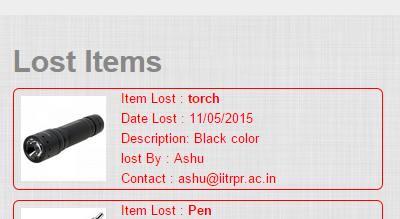 Lost Items
Item Lost : torch
Date Lost : 11/05/2015
Description: Black color
lost By : Ashu
Contact : ashu@iitrpr.ac.in
Item Lost : Pen